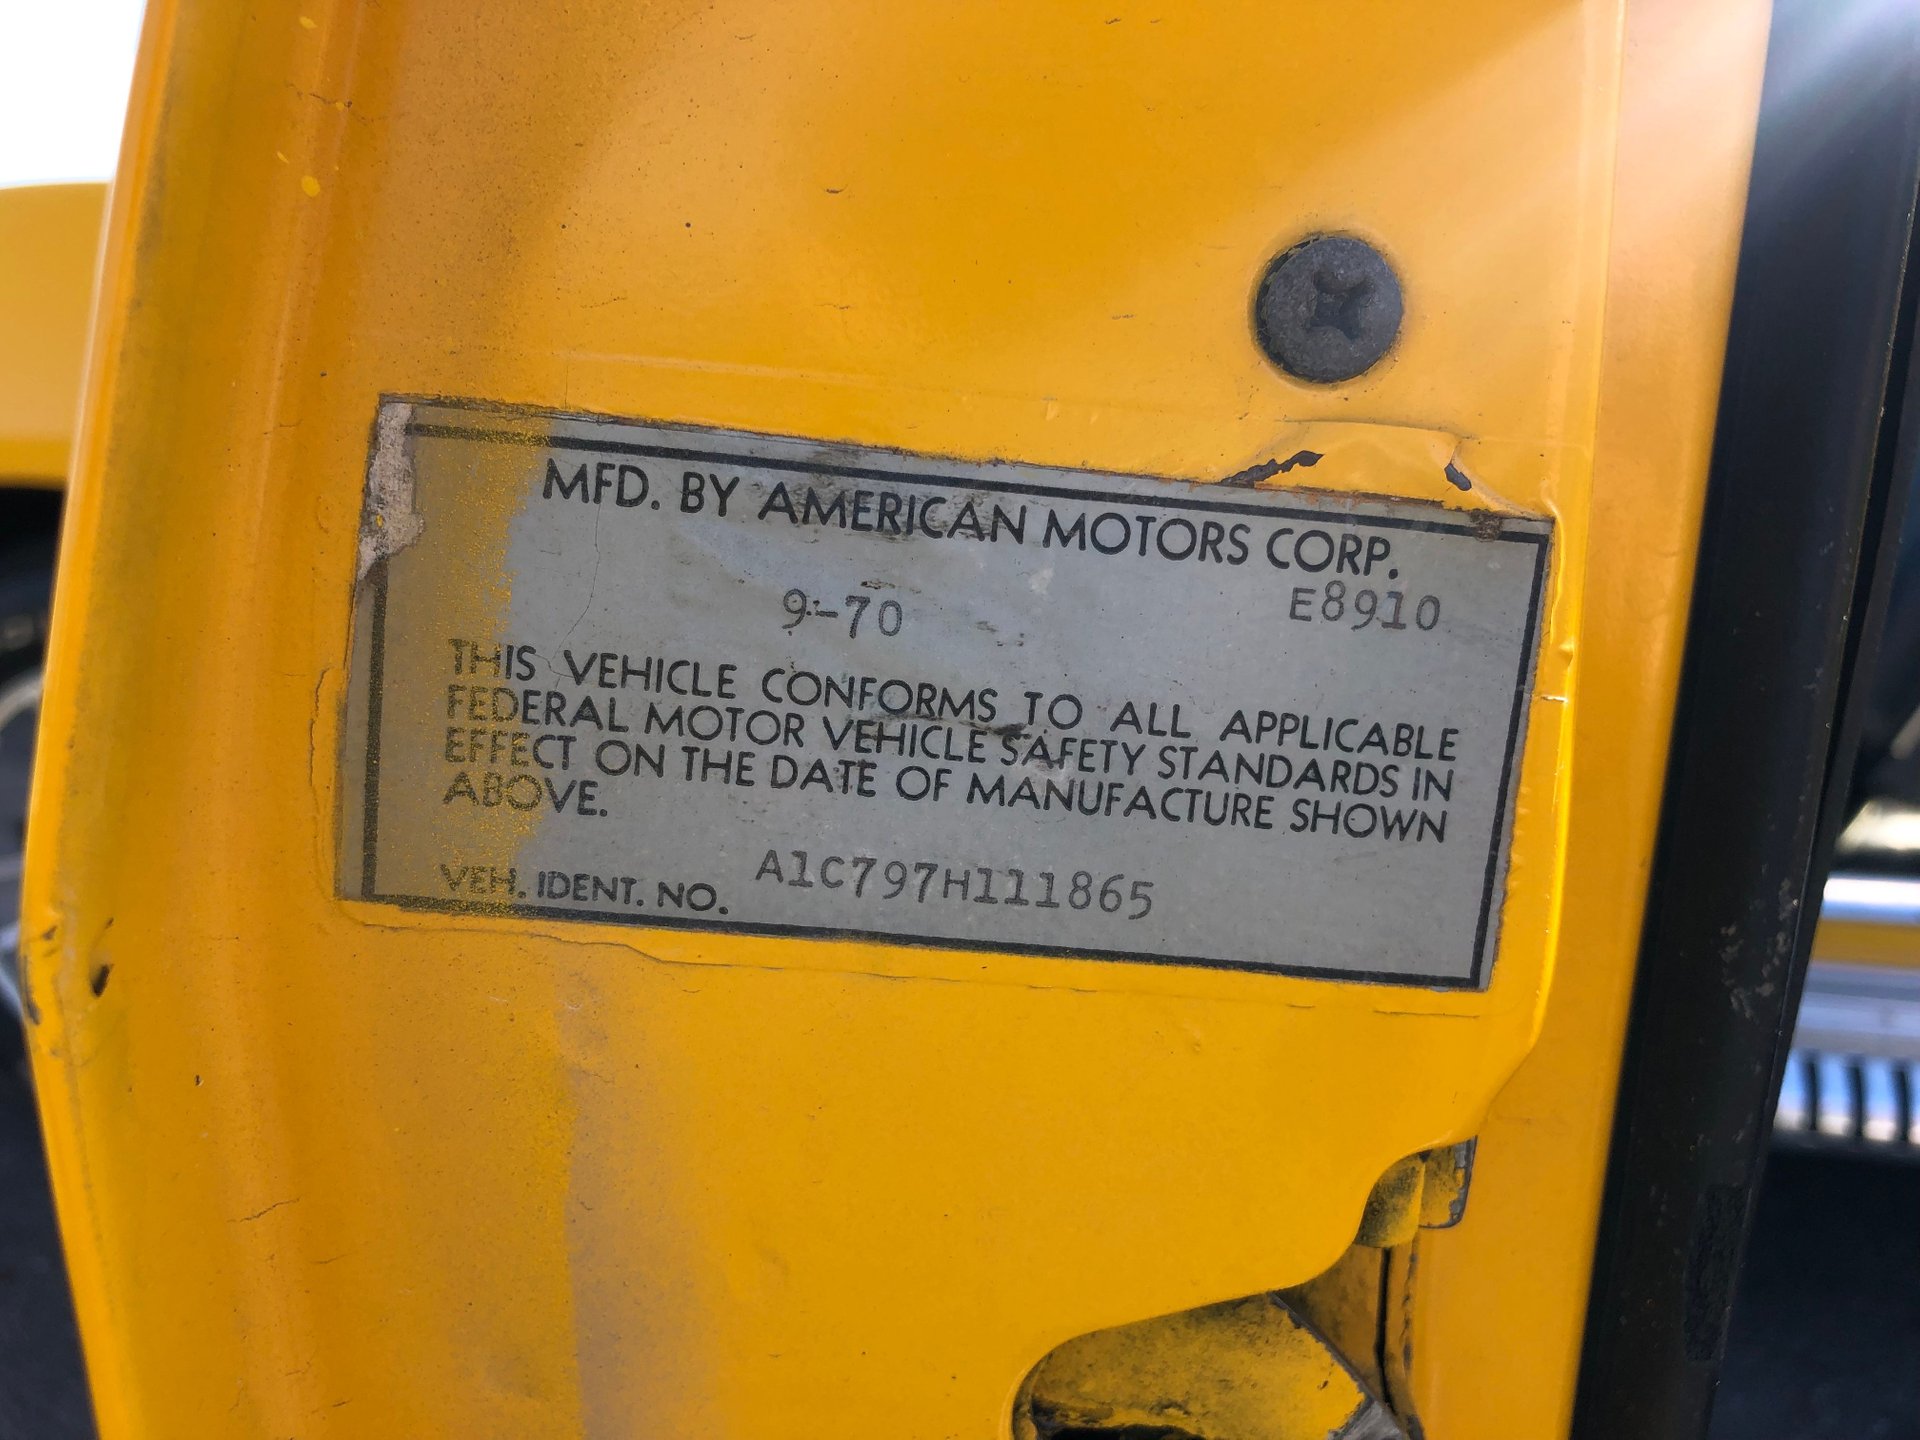 MFD. BY AMERICAN MOTORS CORP.
9-70 E8910
THIS VEHICLE CONFORMS TO ALL APPLICABLE
FEDERAL MOTOR VEHICLE SAFETY STANDARDS IN
EFFECT ON THE DATE OF MANUFACTURE SHOWN
ABOVE.
VEH. IDENT. NO. A1C797H111865